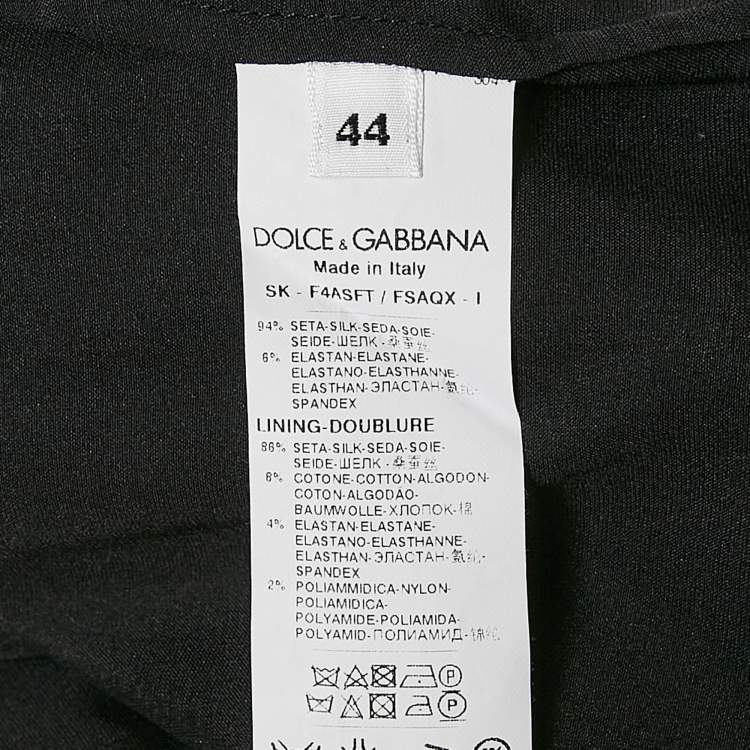 44
DOLCE & GABBANA
Made in Italy
SK - F4ASFT / FSAQX - I
94% SETA-SILK-SEDA-SOIE-
SEIDE-ШЕЛК-桑蚕丝
6% ELASTAN-ELASTANE-
ELASTANO-ELASTHANNE-
ELASTHAN-ЭЛАСТАН-氨纶-
SPANDEX
LINING-DOUBLURE
86% SETA-SILK-SEDA-SOIE-
SEIDE-ШЕЛК-桑蚕丝
8% COTONE-COTTON-ALGODON-
COTON-ALGODAO-
BAUMWOLLE-ХЛОПОК-棉
4% ELASTAN-ELASTANE-
ELASTANO-ELASTHANNE-
ELASTHAN-ЭЛАСТАН-氨纶-
SPANDEX
2% POLIAMMIDICA-NYLON-
POLIAMIDICA-
POLYAMIDE-POLIAMIDA-
POLYAMID-ПОЛИАМИД-锦纶
P
P